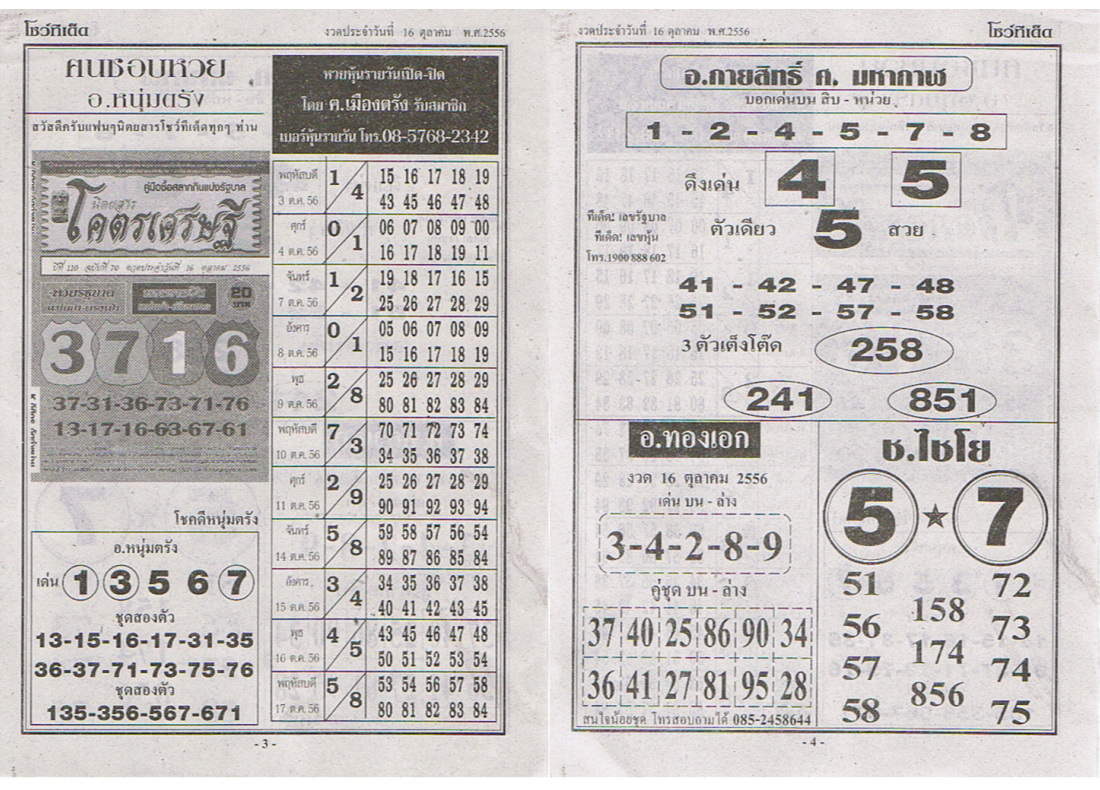 โชว์ทีเด็ด
งวดประจำวันที่ 16 ตุลาคม พ.ศ.2556
คนชอบหวย
อ.หนุ่มตรัง
สวัสดีครับแฟนๆนิตยสารโชว์ทีเด็ดทุกๆ ท่าน
คู่มือซื้อสลากกินแบ่งรัฐบาล
นิตยสาร
โคตรเศรษฐี
20
บาท
3716
37-31-36-73-71-76
13-17-16-63-67-61
โชคดีหนุ่มตรัง
อ.หนุ่มตรัง
เด่น 1 3 5 6 7
ชุดสองตัว
13-15-16-17-31-35
36-37-71-73-75-76
ชุดสองตัว
135-356-567-671
หวยหุ้นรายวันเปิด-ปิด
โดย ค.เมืองตรัง รับสมาชิก
เบอร์หุ้นรายวัน โทร.08-5768-2342
พฤหัสบดี 1/4 15 16 17 18 19
3 ต.ค. 56 43 45 46 47 48
ศุกร์ 0/1 06 07 08 09 00
4 ต.ค. 56 16 17 18 19 11
จันทร์ 1/2 19 18 17 16 15
7 ต.ค. 56 25 26 27 28 29
อังคาร 0/1 05 06 07 08 09
8 ต.ค. 56 15 16 17 18 19
พุธ 2/8 25 26 27 28 29
9 ต.ค. 56 80 81 82 83 84
พฤหัสบดี 7/3 70 71 72 73 74
10 ต.ค. 56 34 35 36 37 38
ศุกร์ 2/9 25 26 27 28 29
11 ต.ค. 56 90 91 92 93 94
จันทร์ 5/8 59 58 57 56 54
14 ต.ค. 56 89 87 86 85 84
อังคาร 3/4 34 35 36 37 38
15 ต.ค. 56 40 41 42 43 45
พุธ 4/5 43 45 46 47 48
16 ต.ค. 56 50 51 52 53 54
พฤหัสบดี 5/8 53 54 56 57 58
17 ต.ค. 56 80 81 82 83 84
- 3 -
งวดประจำวันที่ 16 ตุลาคม พ.ศ.2556
โชว์ทีเด็ด
อ.กายสิทธิ์ ศ. มหากาฬ
บอกเด่นบน สิบ - หน่วย
1 - 2 - 4 - 5 - 7 - 8
ดึงเด่น 4 5
ทีเด็ด! เลขรัฐบาล
ทีเด็ด! เลขหุ้น
โทร.1900 888 602
ตัวเดียว 5 สวย
41 - 42 - 47 - 48
51 - 52 - 57 - 58
3 ตัวเต็งโต๊ด 258
241 851
อ.ทองเอก
งวด 16 ตุลาคม 2556
เด่น บน - ล่าง
3-4-2-8-9
คู่ชุด บน - ล่าง
37 40 25 86 90 34
36 41 27 81 95 28
สนใจน้อยชุด โทรสอบถามได้ 085-2458644
ช.ไชโย
5 ★ 7
51 72
158
56 73
174
57 74
856
58 75
- 4 -